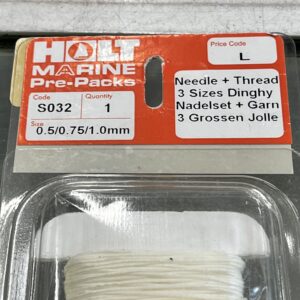 HOLT
MARINE
Pre-Packs
Code
Quantity
S032
1
Size
0.5/0.75/1.0mm
Price Code
L
Needle + Thread
3 Sizes Dinghy
Nadelset + Garn
3 Grossen Jolle